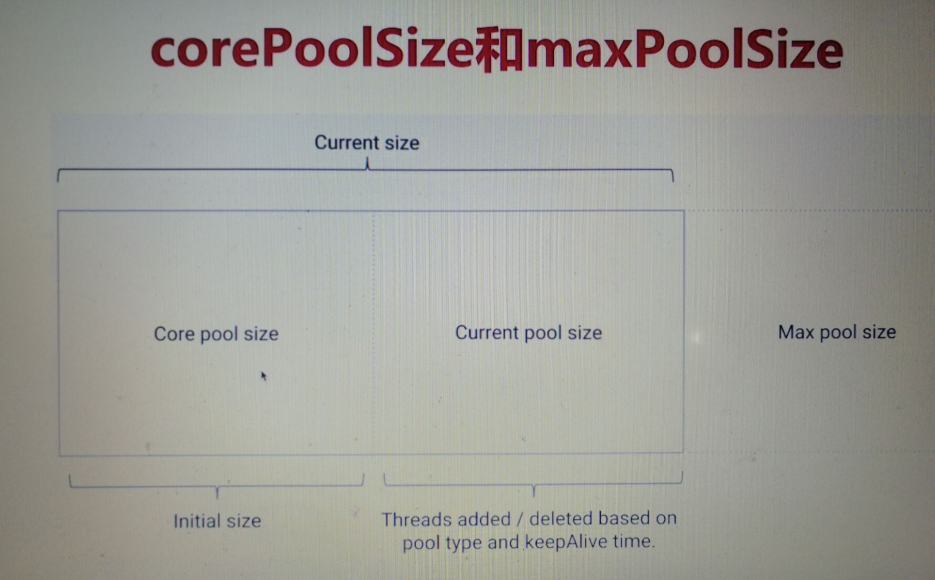 corePoolSize和maxPoolSize
Current size
Core pool size
Current pool size
Max pool size
Initial size
Threads added / deleted based on
pool type and keepAlive time.